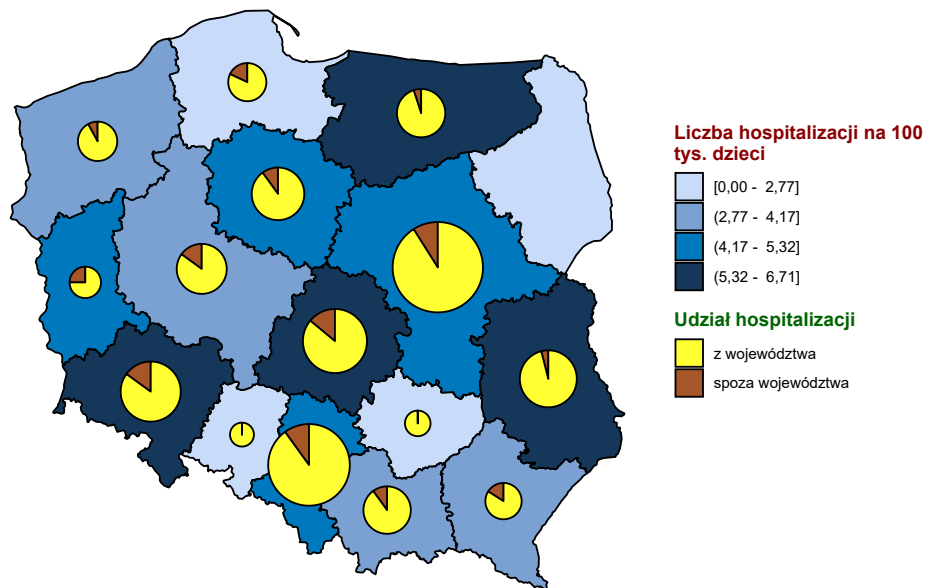 Liczba hospitalizacji na 100
tys. dzieci
[0,00 - 2,77]
(2,77 - 4,17]
(4,17 - 5,32]
(5,32 - 6,71]
Udział hospitalizacji
z województwa
spoza województwa